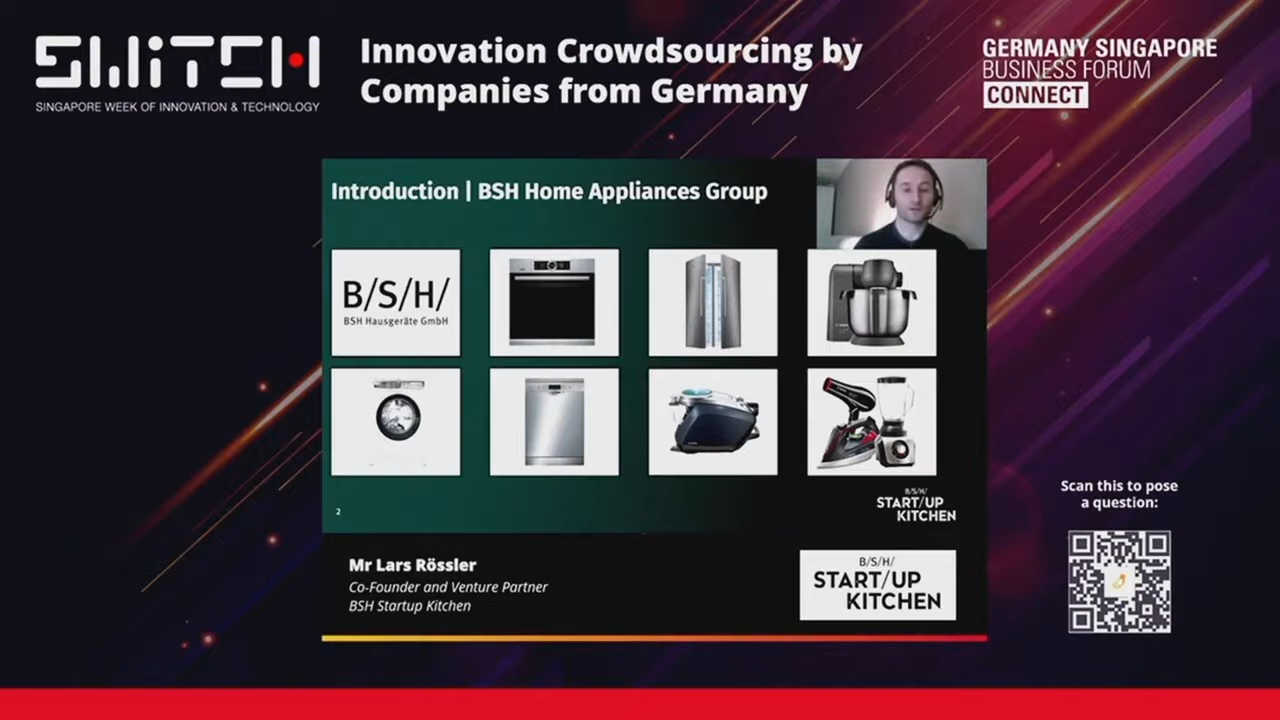 SWITCH
SINGAPORE WEEK OF INNOVATION & TECHNOLOGY
Innovation Crowdsourcing by
Companies from Germany
GERMANY SINGAPORE
BUSINESS FORUM
CONNECT
Introduction | BSH Home Appliances Group
B/S/H/
BSH Hausgeräte GmbH
2
B/S/H/
START/UP
KITCHEN
Mr Lars Rössler
Co-Founder and Venture Partner
BSH Startup Kitchen
B/S/H/
START/UP
KITCHEN
Scan this to pose
a question: